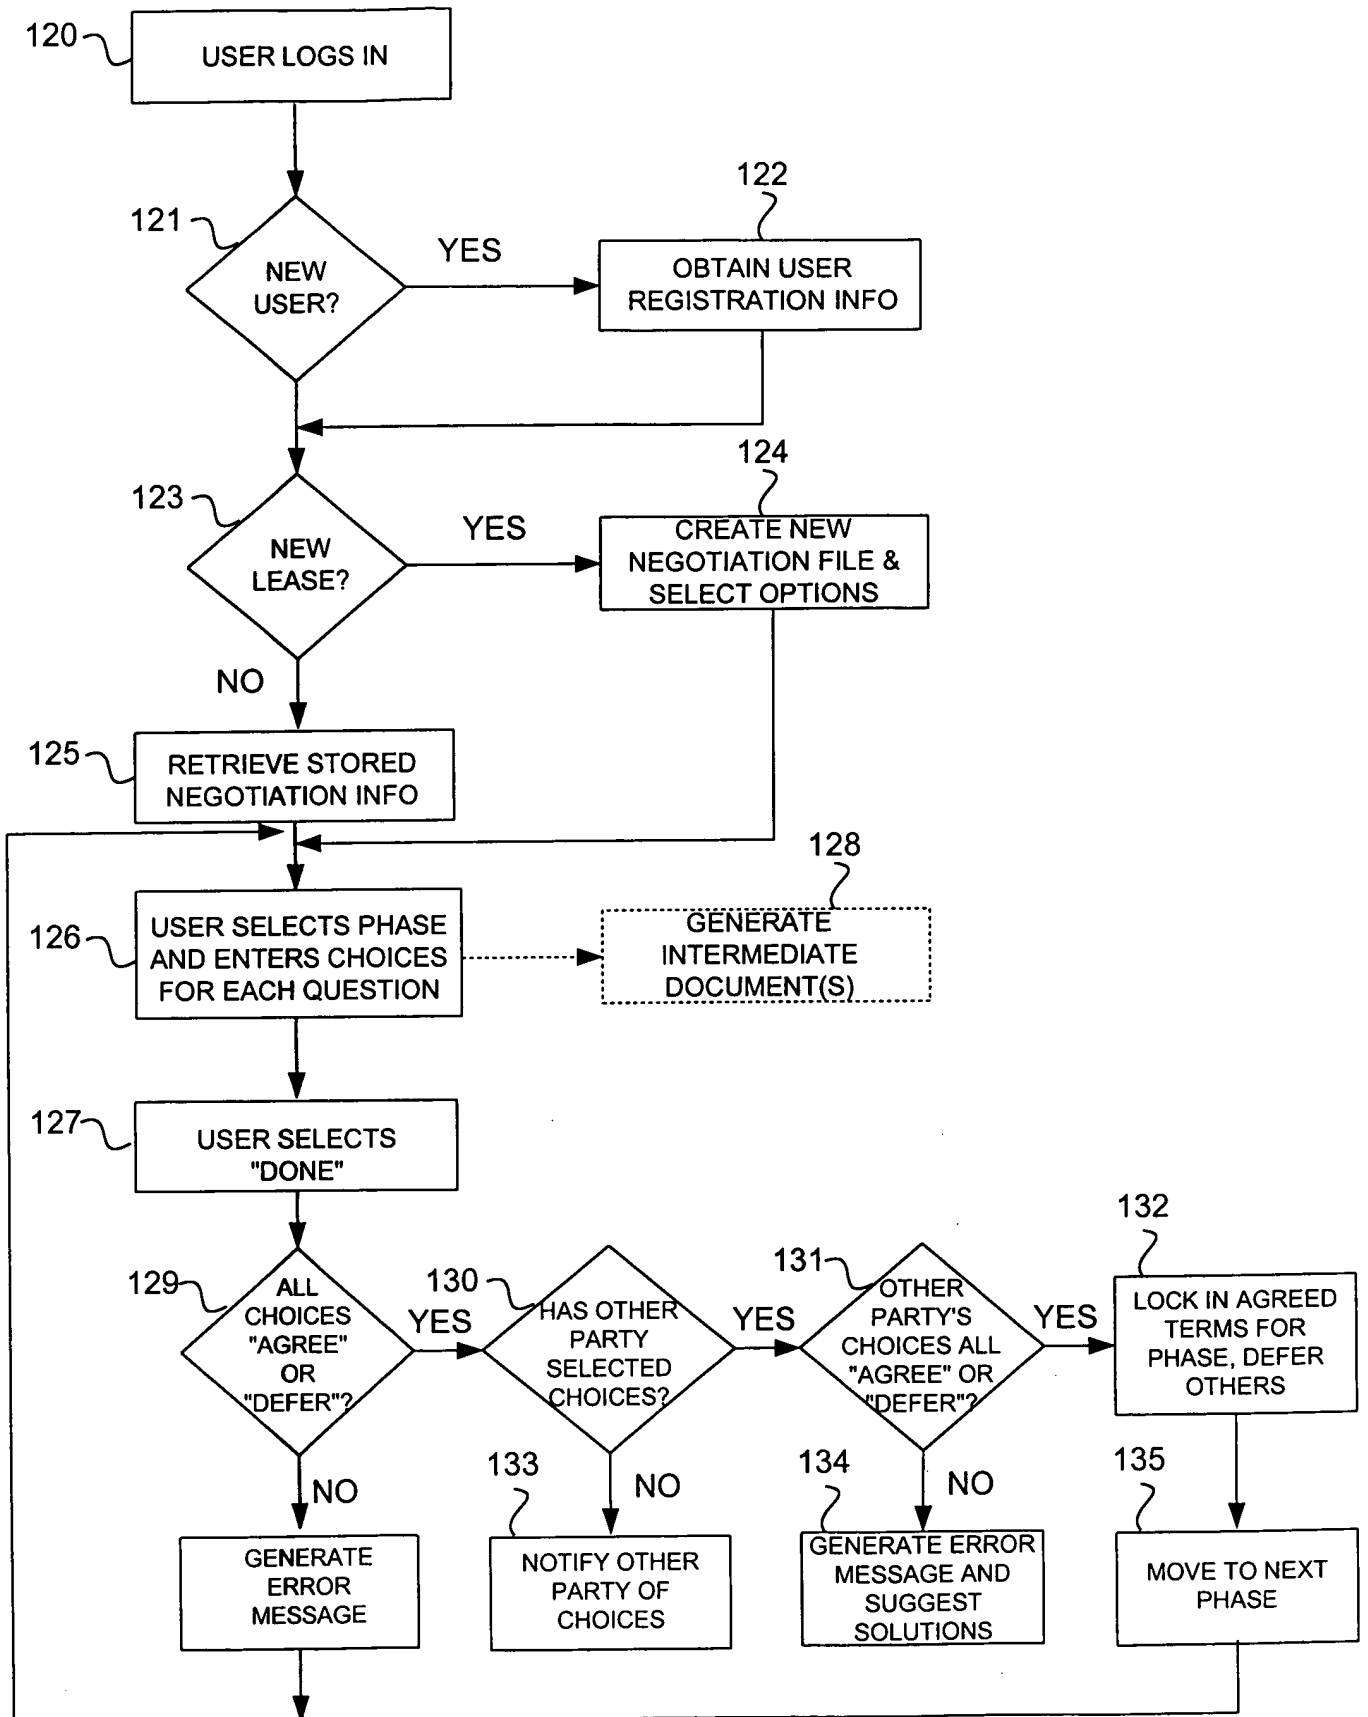 120
USER LOGS IN
121
NEW
USER?
YES
122
OBTAIN USER
REGISTRATION INFO
123
NEW
LEASE?
YES
124
CREATE NEW
NEGOTIATION FILE &
SELECT OPTIONS
NO
125
RETRIEVE STORED
NEGOTIATION INFO
126
USER SELECTS PHASE
AND ENTERS CHOICES
FOR EACH QUESTION
128
GENERATE
INTERMEDIATE
DOCUMENT(S)
127
USER SELECTS
"DONE"
129
ALL
CHOICES
"AGREE"
OR
"DEFER"?
YES
130
HAS OTHER
PARTY
SELECTED
CHOICES?
YES
131
OTHER
PARTY'S
CHOICES ALL
"AGREE" OR
"DEFER"?
YES
132
LOCK IN AGREED
TERMS FOR
PHASE, DEFER
OTHERS
NO
GENERATE
ERROR
MESSAGE
133
NO
NOTIFY OTHER
PARTY OF
CHOICES
134
NO
GENERATE ERROR
MESSAGE AND
SUGGEST
SOLUTIONS
135
MOVE TO NEXT
PHASE